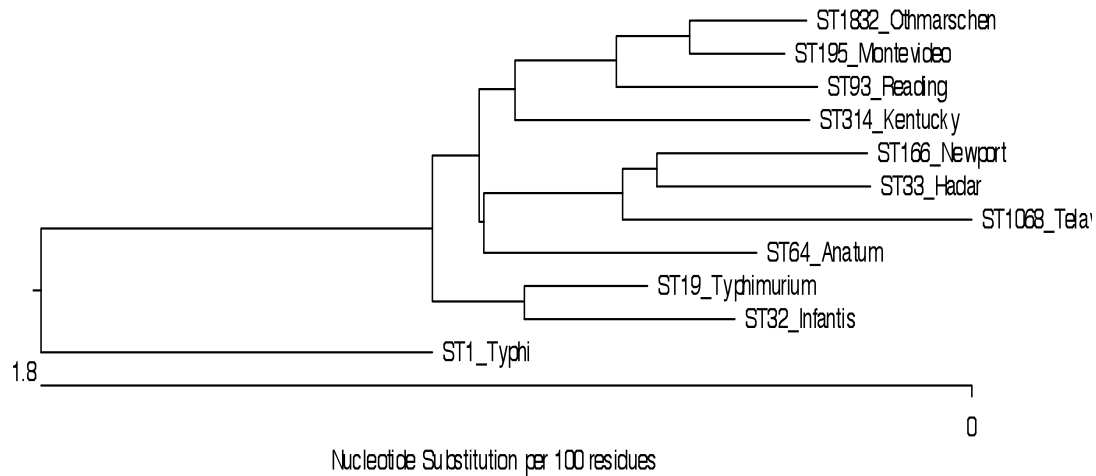 ST1832_Othmarschen
ST195_Montevideo
ST93_Reading
ST314_Kentucky
ST166_Newport
ST33_Hadar
ST1068_Tela
ST64_Anatum
ST19_Typhimurium
ST32_Infantis
ST1_Typhi
1.8
0
Nucleotide Substitution per 100 residues